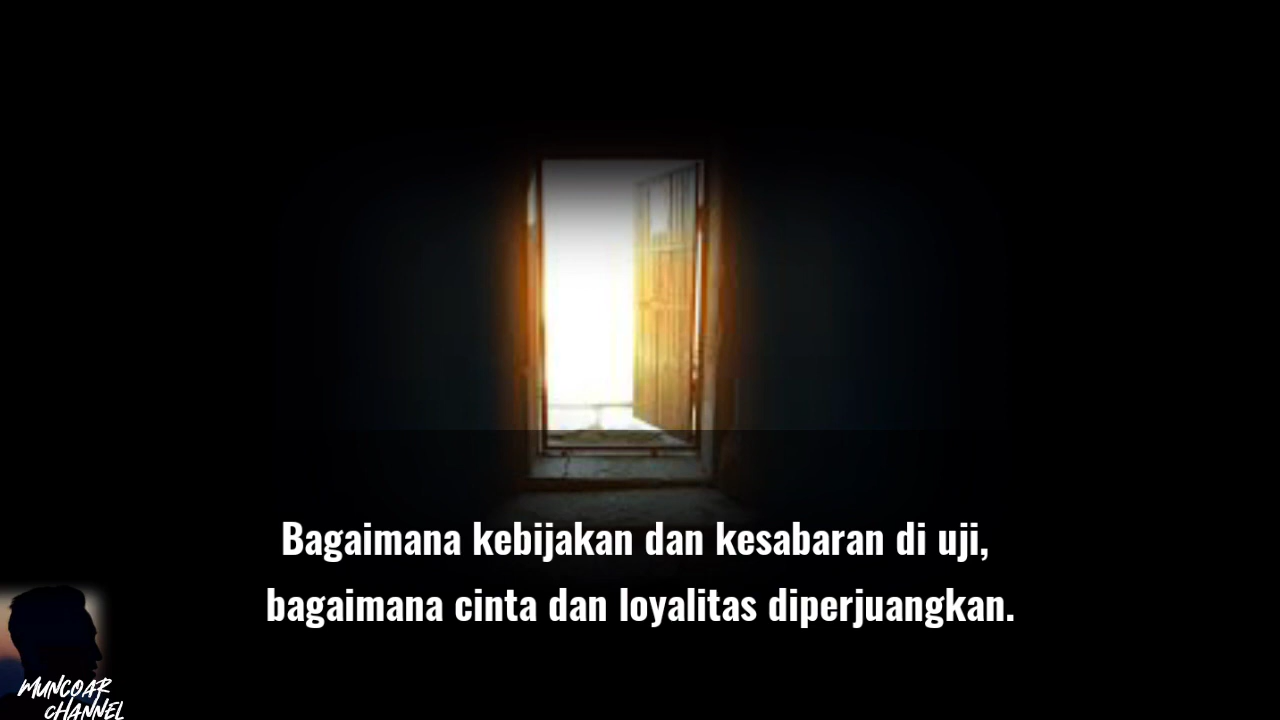 Bagaimana kebijakan dan kesabaran di uji,
bagaimana cinta dan loyalitas diperjuangkan.
MUNCOAR
CHANNEL